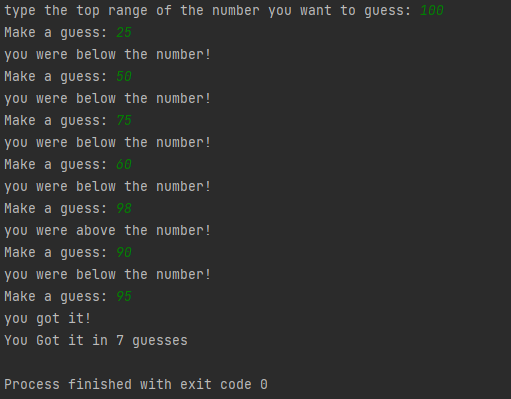 type the top range of the number you want to guess: 100
Make a guess: 25
you were below the number!
Make a guess: 50
you were below the number!
Make a guess: 75
you were below the number!
Make a guess: 60
you were below the number!
Make a guess: 98
you were above the number!
Make a guess: 90
you were below the number!
Make a guess: 95
you got it!
You Got it in 7 guesses
Process finished with exit code 0